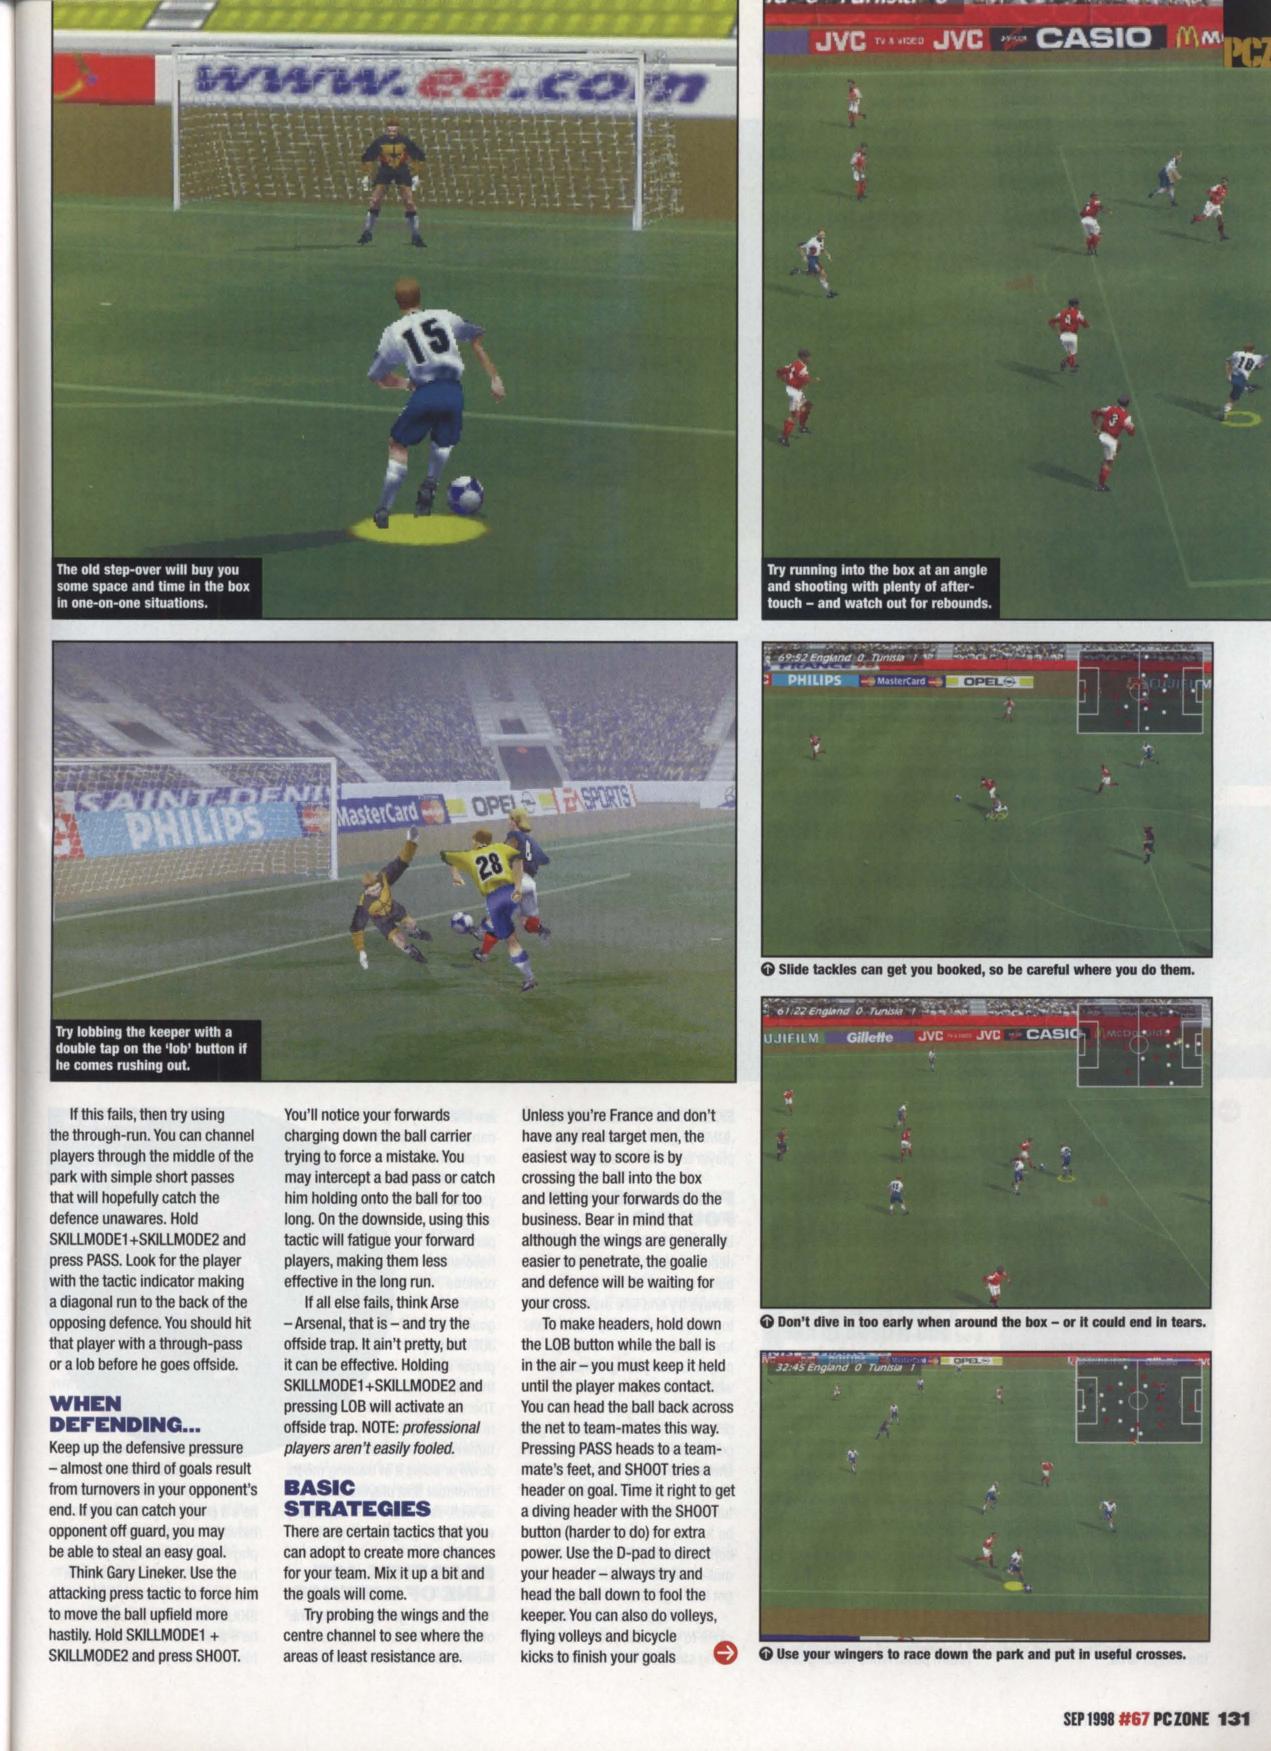 www.ea.com
15
The old step-over will buy you
some space and time in the box
in one-on-one situations.
JVC TV & VIDEO JVC CASIO
PCZ
3
Try running into the box at an angle
and shooting with plenty of after-
touch – and watch out for rebounds.
SAINT-DENIS
PHILIPS
MasterCard
OPEL
EA SPORTS
28
Try lobbing the keeper with a
double tap on the 'lob' button if
he comes rushing out.
69:52 England 0 Tunisia 1
FRANCE
PHILIPS MasterCard OPEL FUJIFILM
Slide tackles can get you booked, so be careful where you do them.
61:22 England 0 Tunisia 1
UJIFILM Gillette JVC TV & VIDEO JVC CASIO McDonald's
Don't dive in too early when around the box – or it could end in tears.
32:45 England 0 Tunisia 1
MasterCard OPEL
Use your wingers to race down the park and put in useful crosses.
If this fails, then try using
the through-run. You can channel
players through the middle of the
park with simple short passes
that will hopefully catch the
defence unawares. Hold
SKILLMODE1+SKILLMODE2 and
press PASS. Look for the player
with the tactic indicator making
a diagonal run to the back of the
opposing defence. You should hit
that player with a through-pass
or a lob before he goes offside.
WHEN
DEFENDING...
Keep up the defensive pressure
– almost one third of goals result
from turnovers in your opponent's
end. If you can catch your
opponent off guard, you may
be able to steal an easy goal.
Think Gary Lineker. Use the
attacking press tactic to force him
to move the ball upfield more
hastily. Hold SKILLMODE1 +
SKILLMODE2 and press SHOOT.
You'll notice your forwards
charging down the ball carrier
trying to force a mistake. You
may intercept a bad pass or catch
him holding onto the ball for too
long. On the downside, using this
tactic will fatigue your forward
players, making them less
effective in the long run.
If all else fails, think Arse
– Arsenal, that is – and try the
offside trap. It ain't pretty, but
it can be effective. Holding
SKILLMODE1+SKILLMODE2 and
pressing LOB will activate an
offside trap. NOTE: professional
players aren't easily fooled.
BASIC
STRATEGIES
There are certain tactics that you
can adopt to create more chances
for your team. Mix it up a bit and
the goals will come.
Try probing the wings and the
centre channel to see where the
areas of least resistance are.
Unless you're France and don't
have any real target men, the
easiest way to score is by
crossing the ball into the box
and letting your forwards do the
business. Bear in mind that
although the wings are generally
easier to penetrate, the goalie
and defence will be waiting for
your cross.
To make headers, hold down
the LOB button while the ball is
in the air – you must keep it held
until the player makes contact.
You can head the ball back across
the net to team-mates this way.
Pressing PASS heads to a team-
mate's feet, and SHOOT tries a
header on goal. Time it right to get
a diving header with the SHOOT
button (harder to do) for extra
power. Use the D-pad to direct
your header – always try and
head the ball down to fool the
keeper. You can also do volleys,
flying volleys and bicycle
kicks to finish your goals
SEP 1998 #67 PC ZONE 131